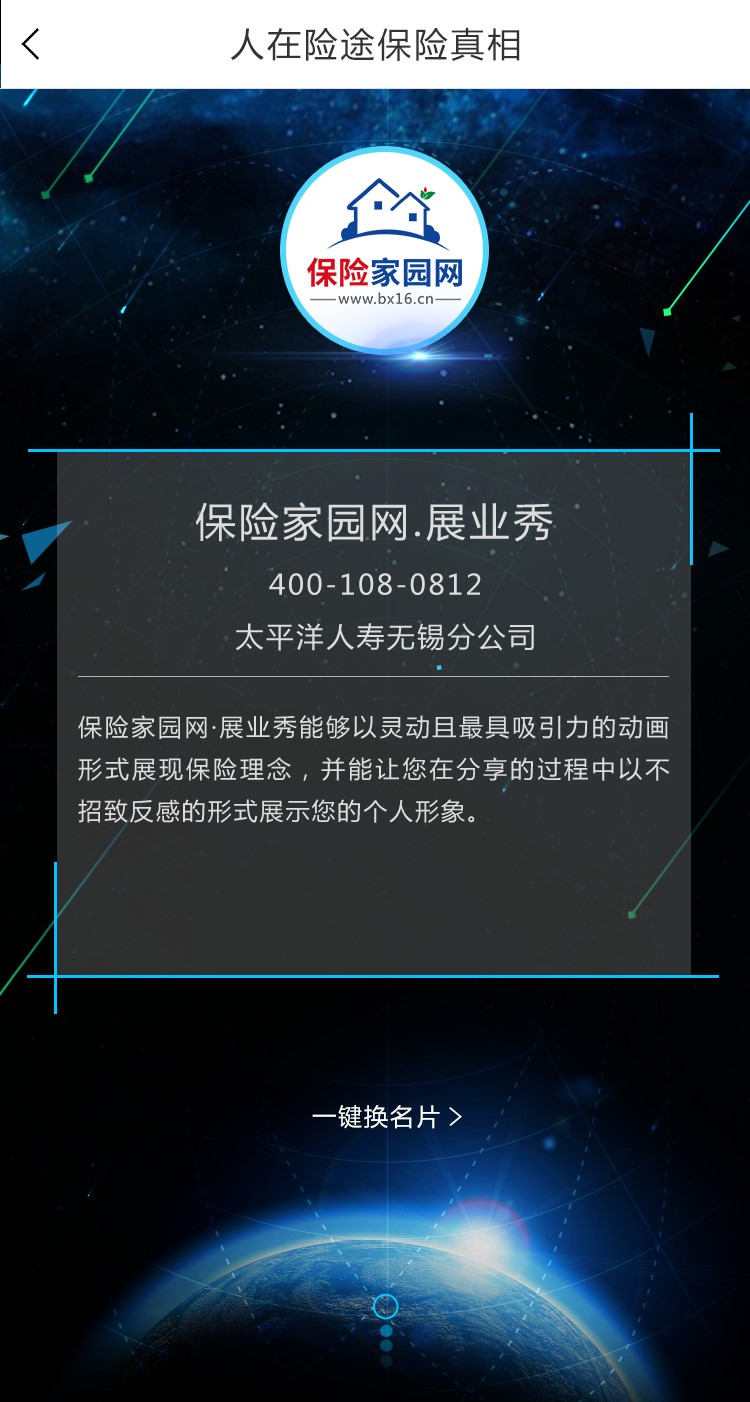 人在险途保险真相
保险家园网
www.bx16.cn
保险家园网.展业秀
400-108-0812
太平洋人寿无锡分公司
保险家园网·展业秀能够以灵动且最具吸引力的动画
形式展现保险理念，并能让您在分享的过程中以不
招致反感的形式展示您的个人形象。
一键换名片